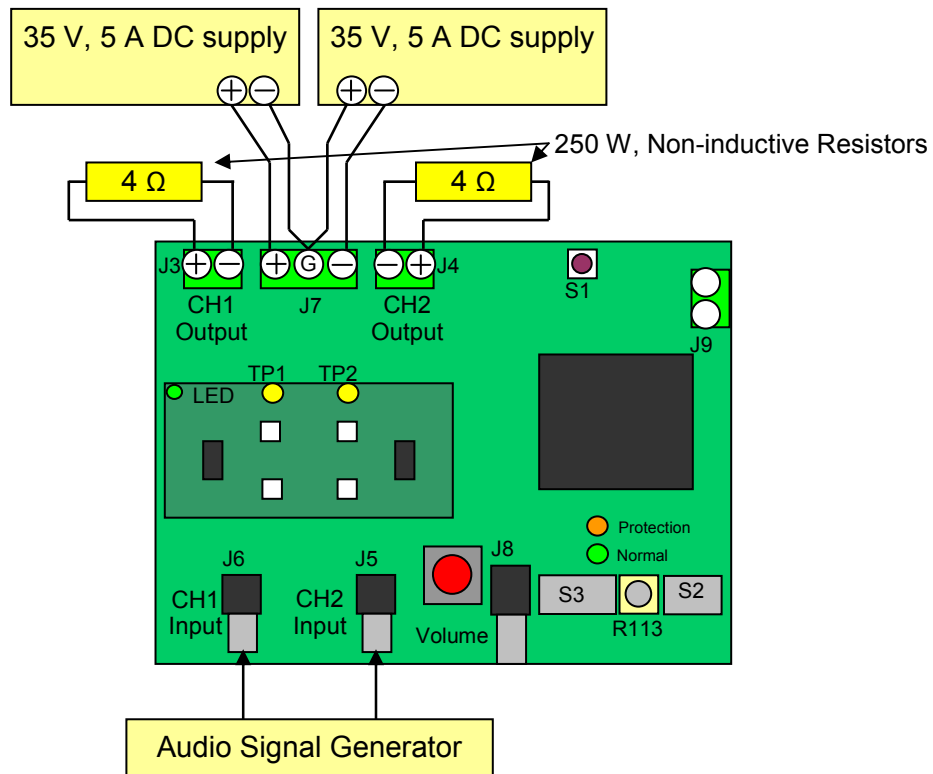 35 V, 5 A DC supply
35 V, 5 A DC supply
+ −
+ −
250 W, Non-inductive Resistors
4 Ω
4 Ω
J3
+ −
+ G −
− +
J4
CH1
Output
J7
CH2
Output
S1
J9
LED
TP1
TP2
Protection
Normal
J6
CH1
Input
J5
CH2
Input
Volume
J8
S3
R113
S2
Audio Signal Generator